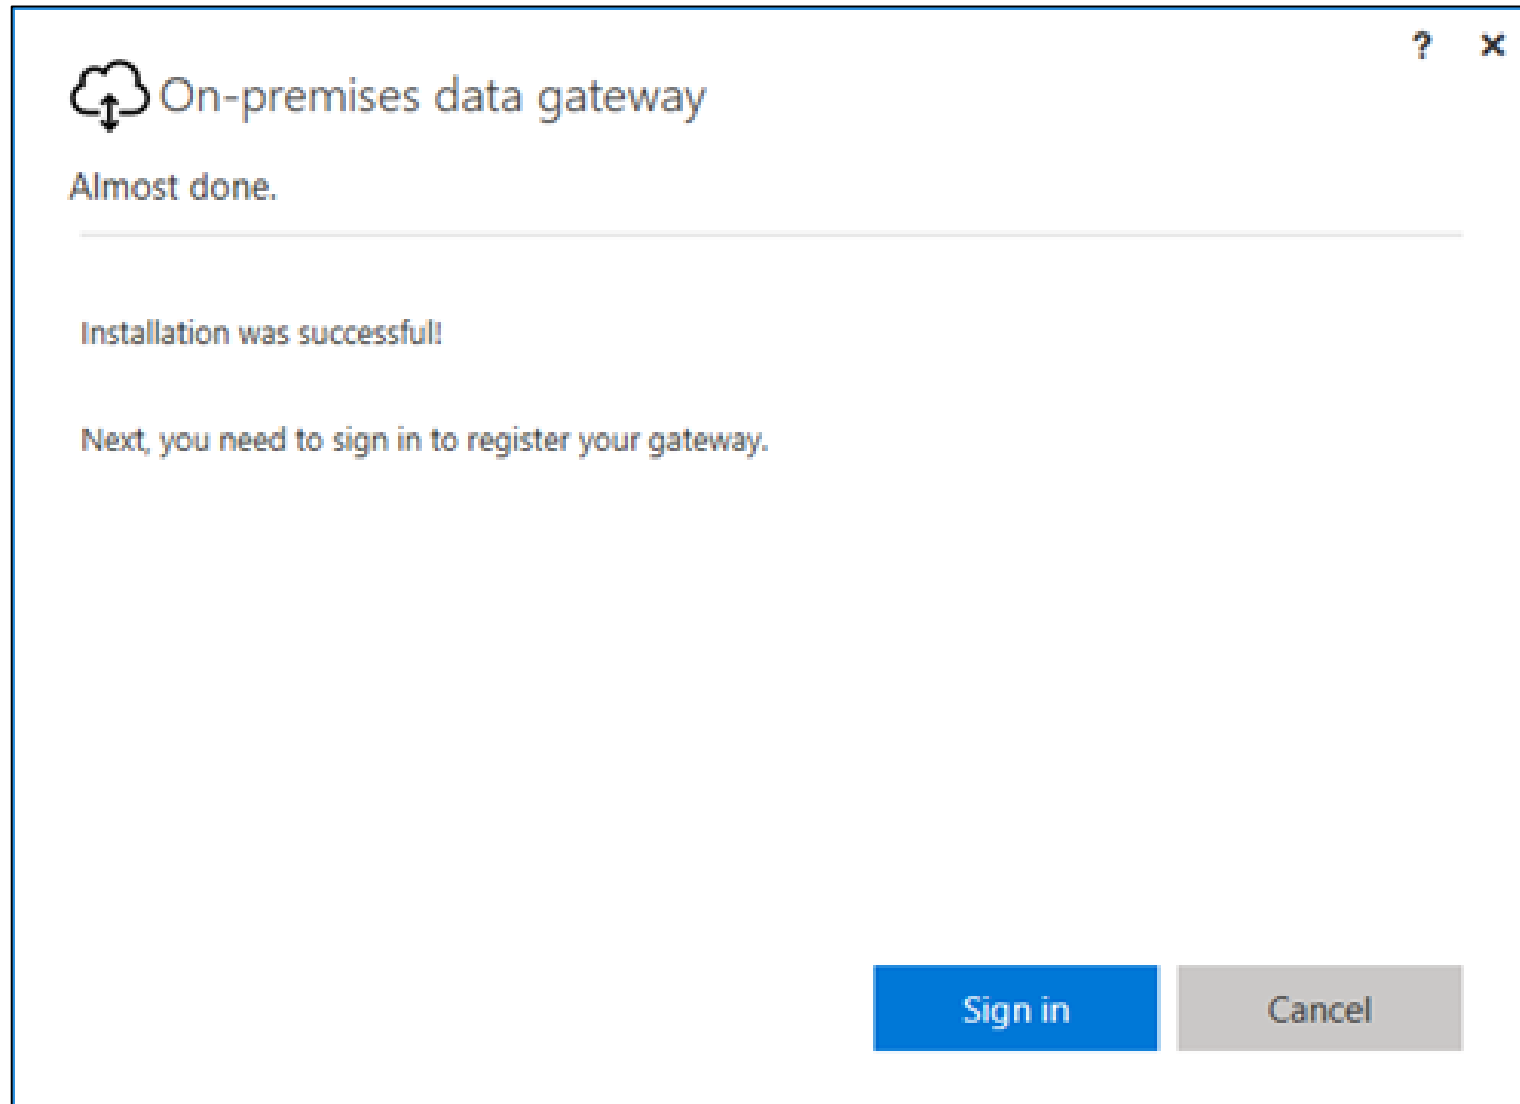 ? ×
On-premises data gateway
Almost done.
Installation was successful!
Next, you need to sign in to register your gateway.
Sign in
Cancel